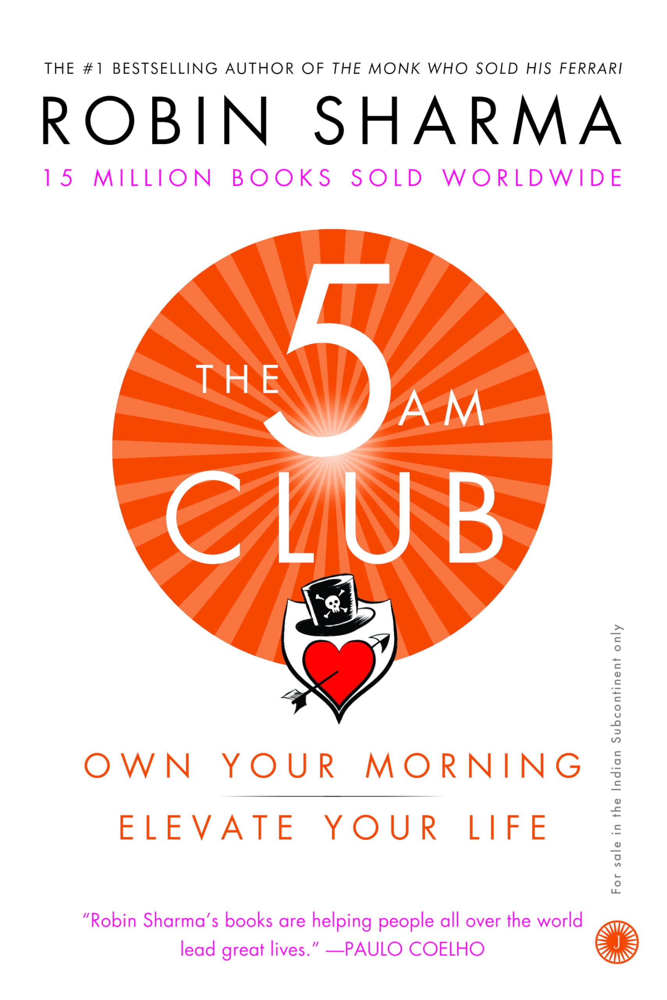 THE #1 BESTSELLING AUTHOR OF THE MONK WHO SOLD HIS FERRARI
ROBIN SHARMA
15 MILLION BOOKS SOLD WORLDWIDE
THE 5 AM
CLUB
OWN YOUR MORNING
ELEVATE YOUR LIFE
For sale in the Indian Subcontinent only
“Robin Sharma’s books are helping people all over the world
lead great lives.” —PAULO COELHO
J